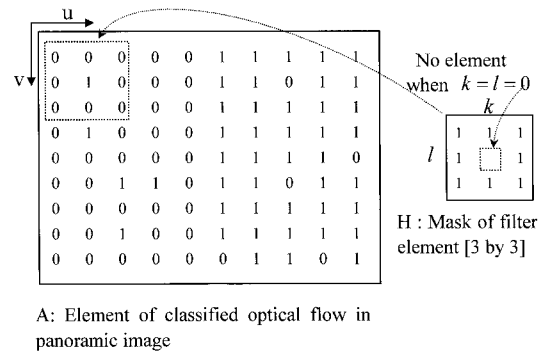 u
v
0 0 0 0 0 1 1 1 1 1
0 1 0 0 0 1 1 0 1 1
0 0 0 0 0 1 1 1 1 1
0 1 0 0 0 1 1 1 1 1
0 0 0 0 0 1 1 1 1 0
0 0 1 1 0 1 1 0 1 1
0 0 0 0 0 1 1 1 1 1
0 0 1 0 0 1 1 1 1 1
0 0 0 0 0 0 1 1 0 1
No element
when k = l = 0
k
l
1 1 1
1 1
1 1 1
H : Mask of filter
element [3 by 3]
A: Element of classified optical flow in
panoramic image